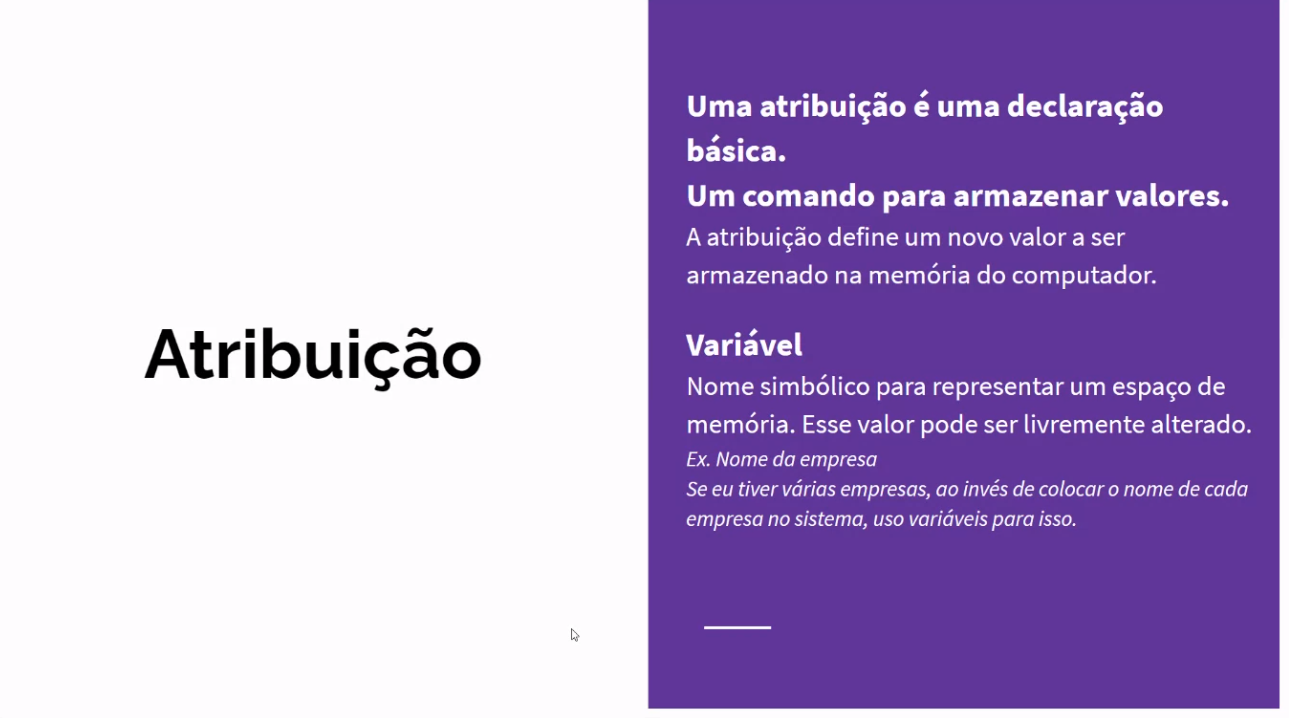 Atribuição
Uma atribuição é uma declaração
básica.
Um comando para armazenar valores.
A atribuição define um novo valor a ser
armazenado na memória do computador.
Variável
Nome simbólico para representar um espaço de
memória. Esse valor pode ser livremente alterado.
Ex. Nome da empresa
Se eu tiver várias empresas, ao invés de colocar o nome de cada
empresa no sistema, uso variáveis para isso.